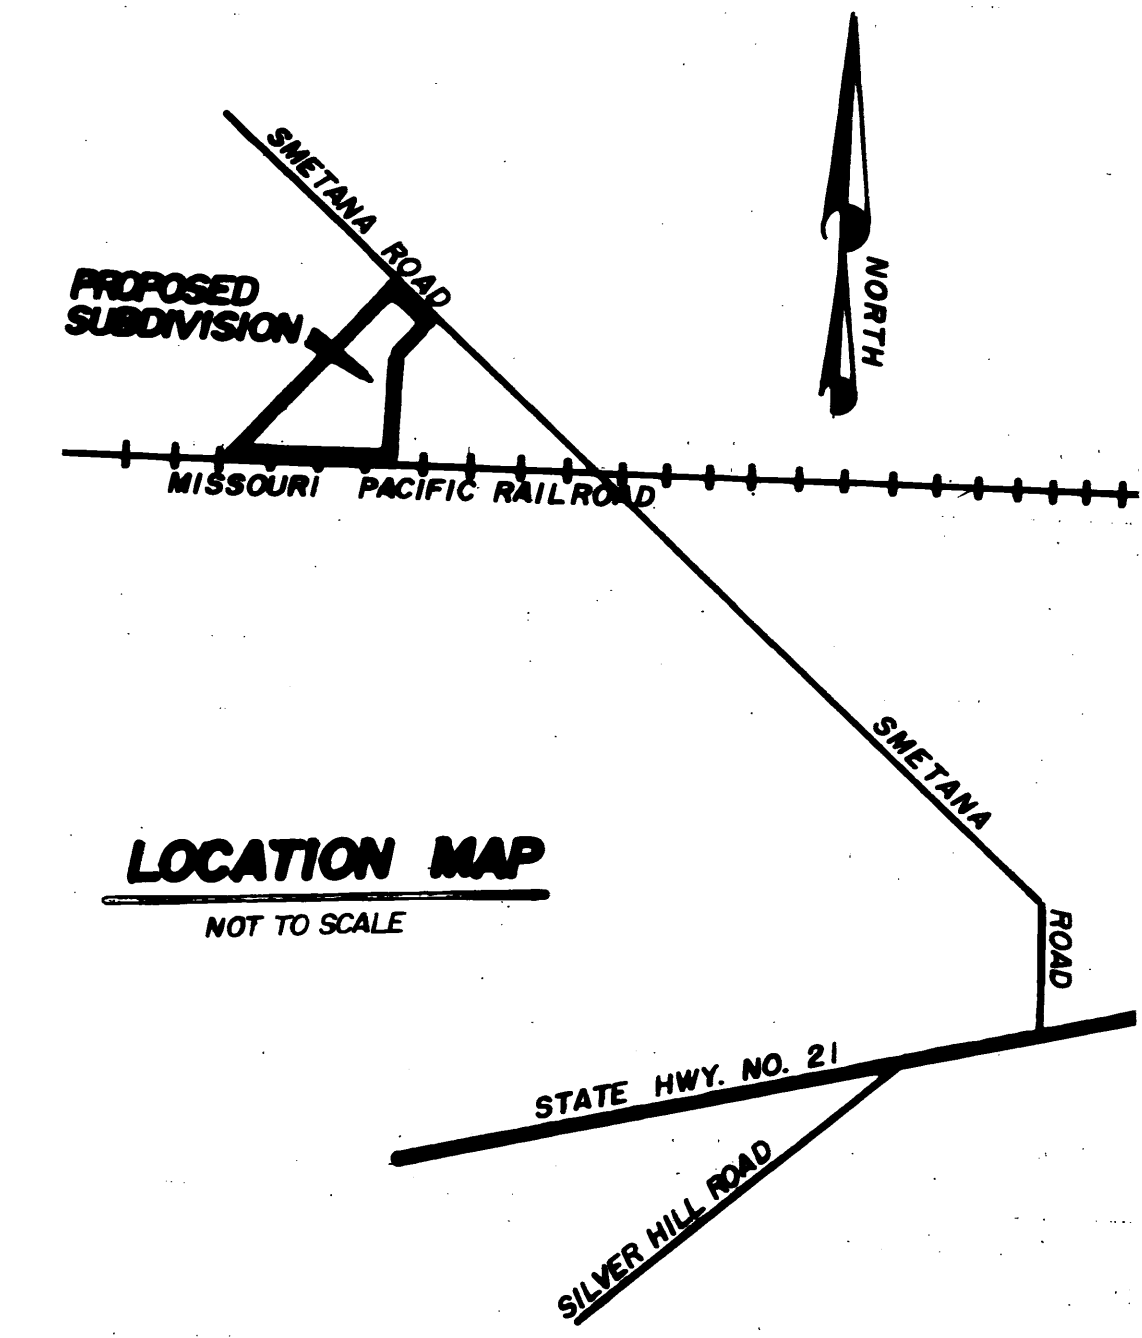 SMETANA ROAD
PROPOSED
SUBDIVISION
NORTH
MISSOURI PACIFIC RAILROAD
SMETANA
ROAD
LOCATION MAP
NOT TO SCALE
STATE HWY. NO. 21
SILVER HILL ROAD